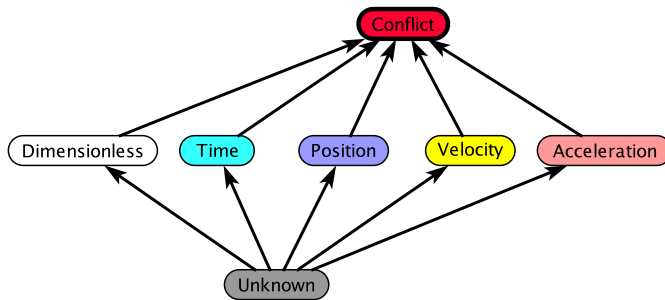 Conflict
Dimensionless
Time
Position
Velocity
Acceleration
Unknown